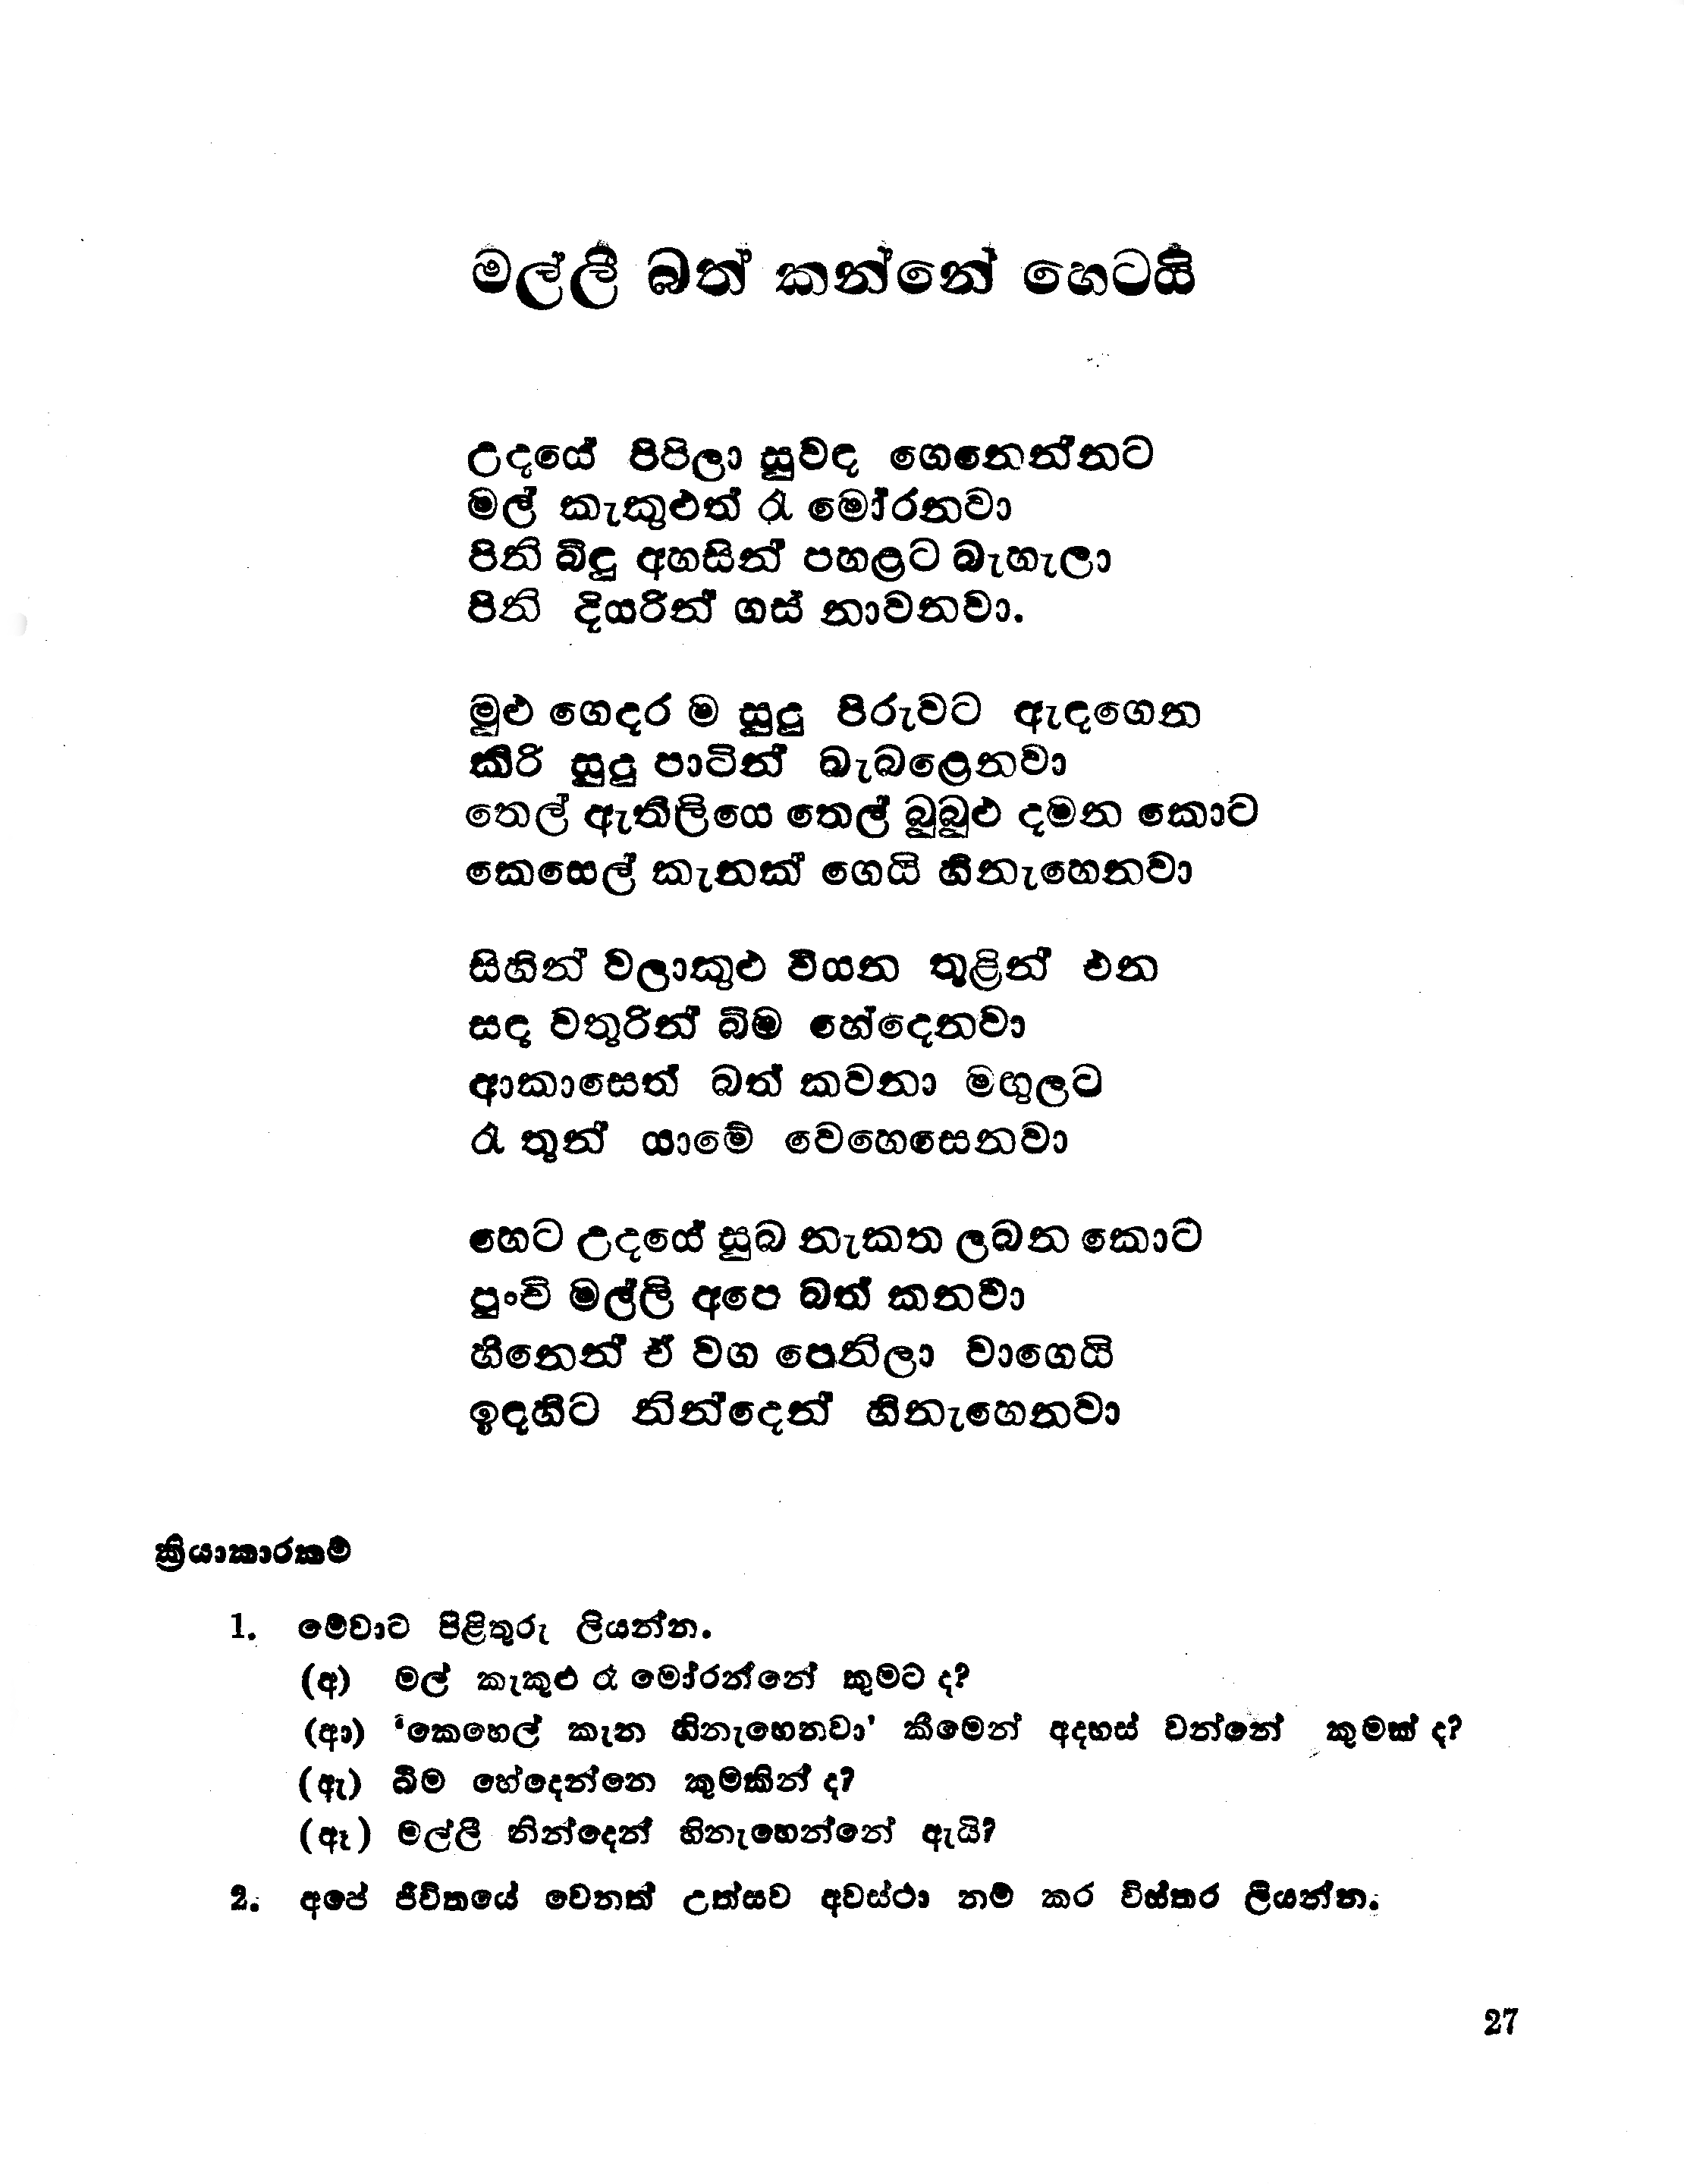 මල්ලී බත් කන්නේ හෙටයි
උදයේ පිපිලා සුවඳ ගෙනෙන්නට
මල් කැකුළුත් රෑ මෝරනවා
පිනි බිඳු අහසින් පහළට බැහැලා
පිනි දියරින් ගස් නාවනවා.
මුළු ගෙදර ම සුදු පිරුවට ඇඳගෙන
කිරි සුදු පාටින් බැබළෙනවා
තෙල් ඇතිලියෙ තෙල් බුබුළු දමන කොට
කෙසෙල් කැනක් ගෙයි හිනැහෙනවා
සිහින් වලාකුළු වියන තුළින් එන
සඳ වතුරින් බිම හේදෙනවා
ආකාසෙත් බත් කවනා මඟුලට
රෑ තුන් යාමේ වෙහෙසෙනවා
හෙට උදයේ සුබ නැකත ලබන කොට
පුංචි මල්ලි අපෙ බත් කනවා
හීනෙන් ඒ වග පෙනිලා වාගෙයි
ඉඳහිට නින්දෙන් හිනැහෙනවා
ක්‍රියාකාරකම්
1. මේවාට පිළිතුරු ලියන්න.
(අ) මල් කැකුළු රෑ මෝරන්නේ කුමට ද?
(ආ) ‘කෙහෙල් කැන හිනැහෙනවා’ කීමෙන් අදහස් වන්නේ කුමක් ද?
(ඇ) බිම හේදෙන්නෙ කුමකින් ද?
(ඈ) මල්ලී නින්දෙන් හිනැහෙන්නේ ඇයි?
2. අපේ ජීවිතයේ වෙනත් උත්සව අවස්ථා නම් කර විස්තර ලියන්න.
27